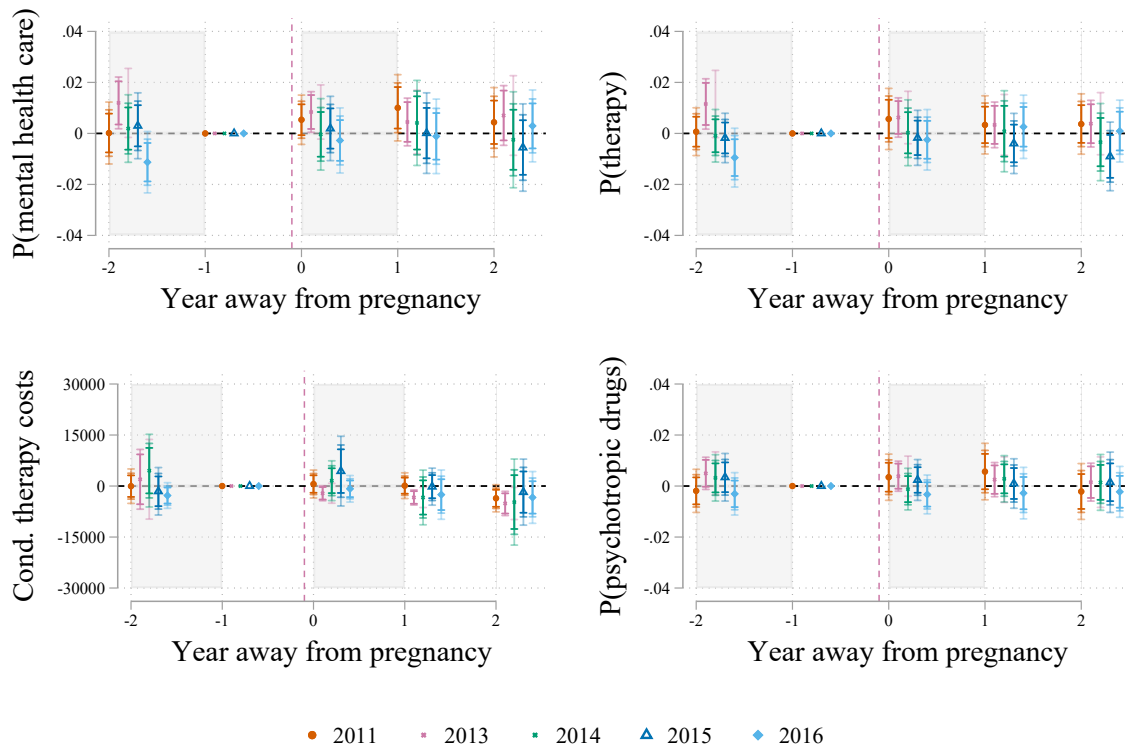 P(mental health care)
.04
.02
0
-.02
-.04
-2 -1 0 1 2
Year away from pregnancy
P(therapy)
.04
.02
0
-.02
-.04
-2 -1 0 1 2
Year away from pregnancy
Cond. therapy costs
30000
15000
0
-15000
-30000
-2 -1 0 1 2
Year away from pregnancy
P(psychotropic drugs)
.04
.02
0
-.02
-.04
-2 -1 0 1 2
Year away from pregnancy
2011 2013 2014 2015 2016